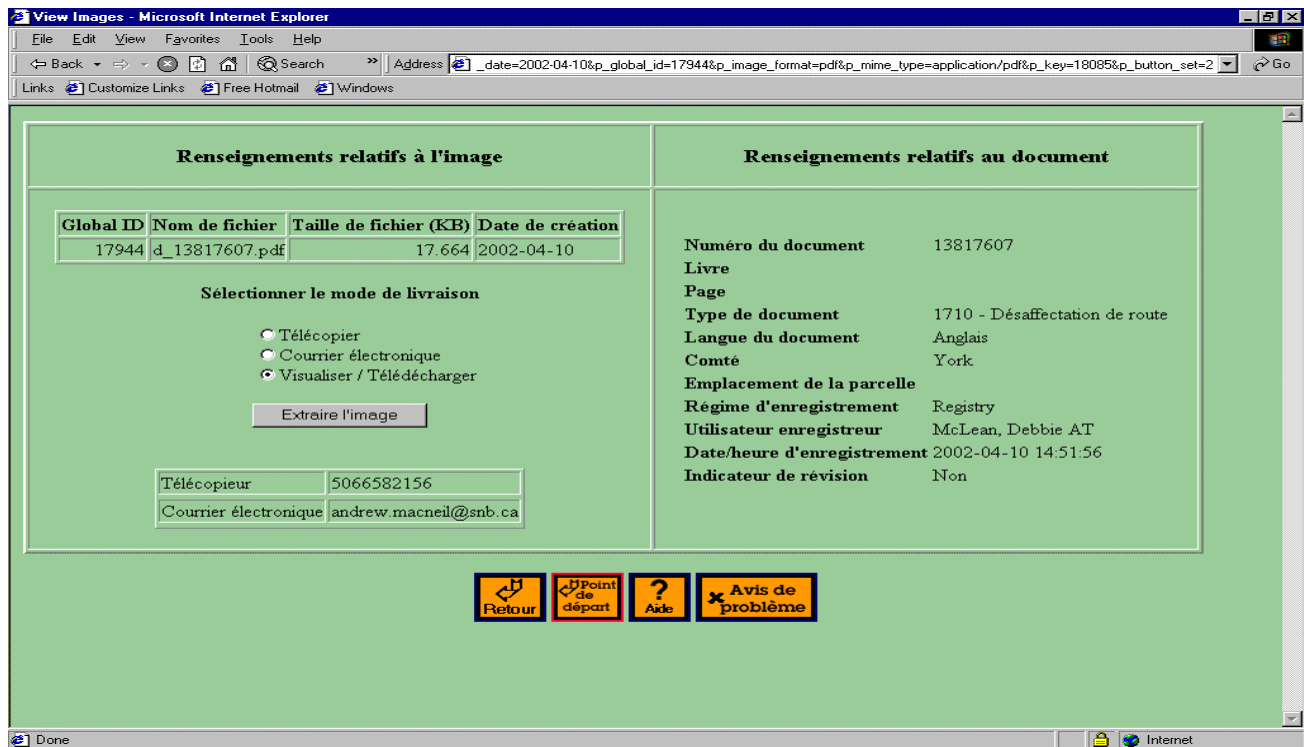 View Images - Microsoft Internet Explorer
File Edit View Favorites Tools Help
Back Search » Address _date=2002-04-10&p_global_id=17944&p_image_format=pdf&p_mime_type=application/pdf&p_key=18085&p_button_set=2 Go
Links Customize Links Free Hotmail Windows
Renseignements relatifs à l'image
Global ID Nom de fichier Taille de fichier (KB) Date de création
17944 d_13817607.pdf 17.664 2002-04-10
Sélectionner le mode de livraison
Télécopier
Courrier électronique
Visualiser / Télédécharger
Extraire l'image
Télécopieur 5066582156
Courrier électronique andrew.macneil@snb.ca
Renseignements relatifs au document
Numéro du document 13817607
Livre
Page
Type de document 1710 - Désaffectation de route
Langue du document Anglais
Comté York
Emplacement de la parcelle
Régime d'enregistrement Registry
Utilisateur enregistreur McLean, Debbie AT
Date/heure d'enregistrement 2002-04-10 14:51:56
Indicateur de révision Non
Retour
Point
de
départ
?
Aide
Avis de
problème
Done Internet